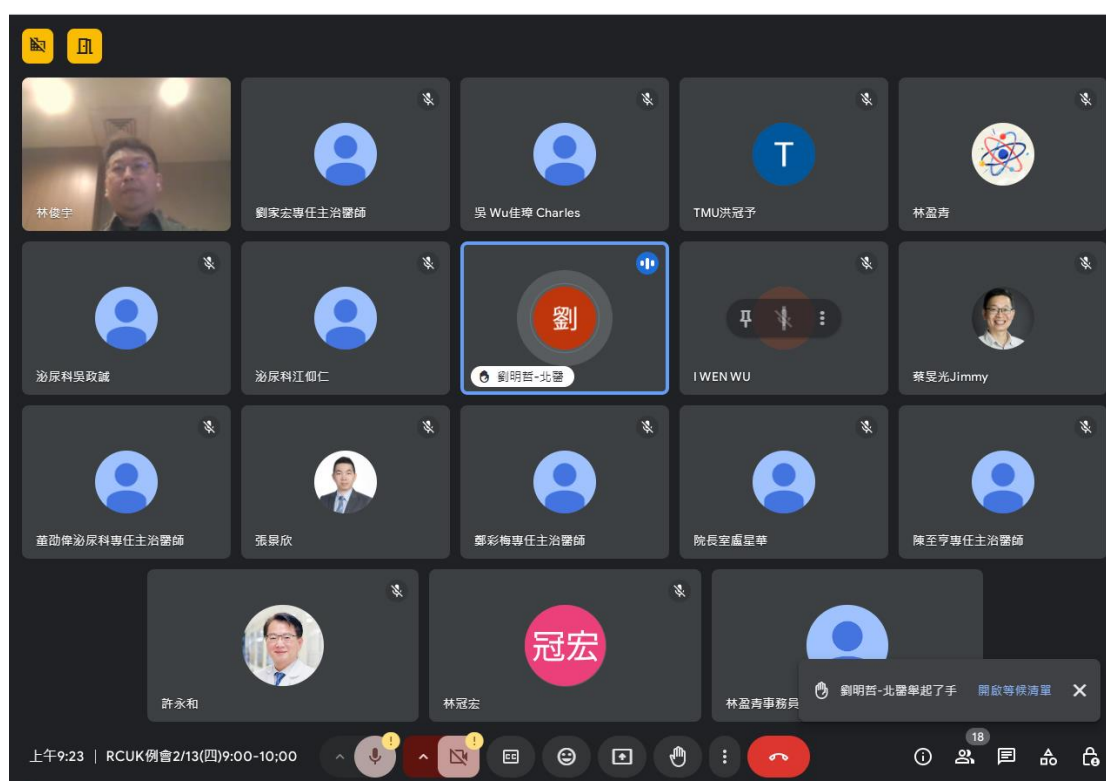 林俊宇
劉家宏專任主治醫師
吳 Wu佳璋 Charles
T
TMU洪冠予
林盈青
泌尿科吳政誠
泌尿科江仰仁
劉
劉明哲-北醫
I WEN WU
蔡旻光Jimmy
董劭偉泌尿科專任主治醫師
張景欣
鄭彩梅專任主治醫師
院長室盧星華
陳至亨專任主治醫師
許永和
冠宏
林冠宏
林盈青事務員
劉明哲-北醫舉起了手 開啟等候清單
上午9:23 | RCUK例會2/13(四)9:00-10;00
18